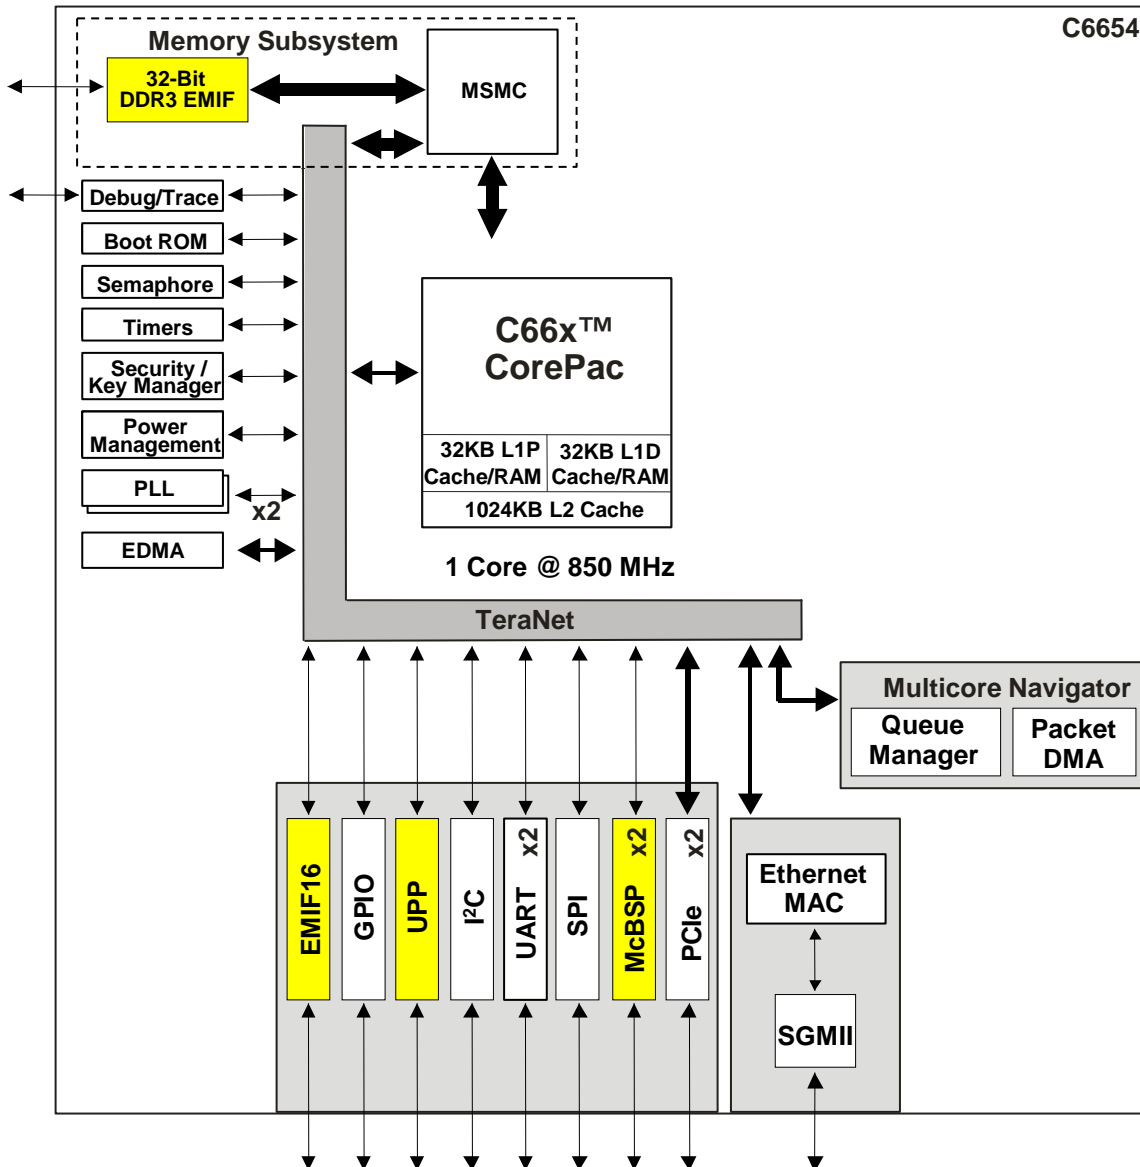 C6654
Memory Subsystem
32-Bit
DDR3 EMIF
MSMC
Debug/Trace
Boot ROM
Semaphore
Timers
Security /
Key Manager
Power
Management
PLL
x2
EDMA
C66x™
CorePac
32KB L1P
Cache/RAM
32KB L1D
Cache/RAM
1024KB L2 Cache
1 Core @ 850 MHz
TeraNet
Multicore Navigator
Queue
Manager
Packet
DMA
EMIF16
GPIO
UPP
I²C
UART x2
SPI
McBSP x2
PCIe x2
Ethernet
MAC
SGMII